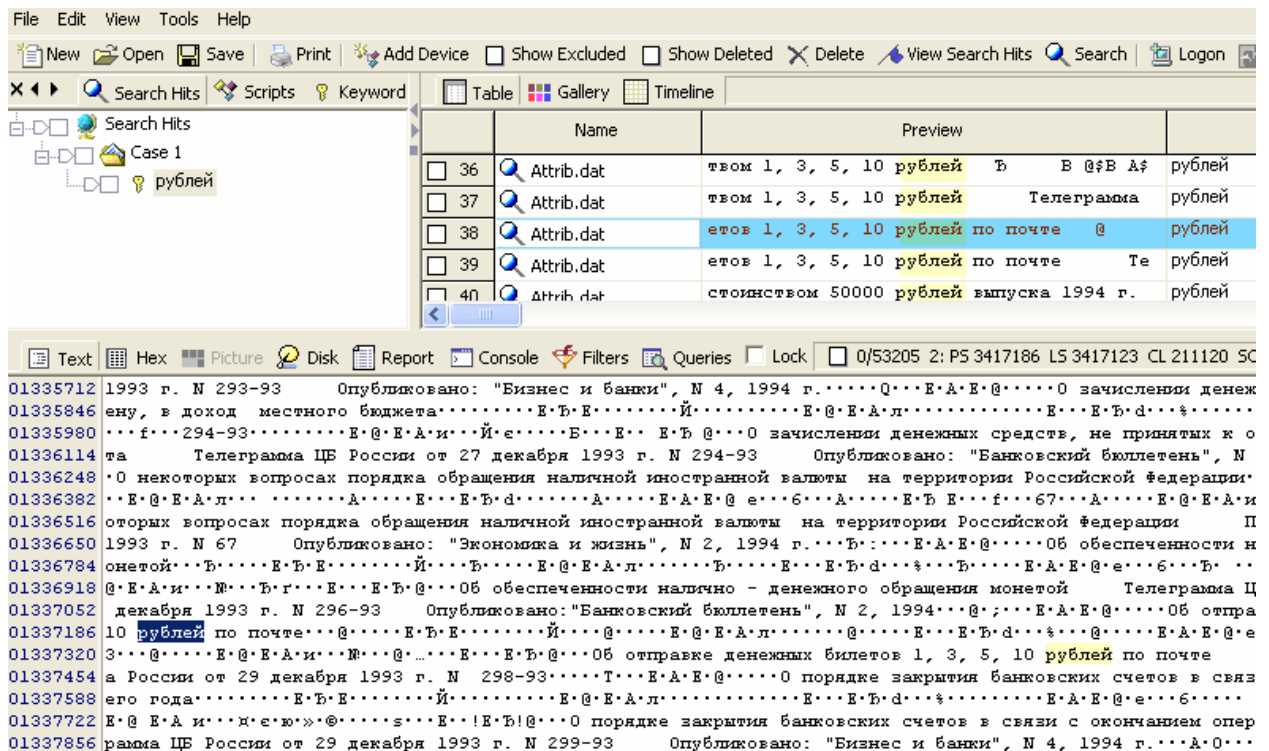 File Edit View Tools Help
New Open Save Print Add Device Show Excluded Show Deleted Delete View Search Hits Search Logon
Search Hits Scripts Keyword
Table Gallery Timeline
Search Hits
Case 1
рублей
Name Preview
36 Attrib.dat твом 1, 3, 5, 10 рублей Ђ В @$В А$ рублей
37 Attrib.dat твом 1, 3, 5, 10 рублей Телеграмма рублей
38 Attrib.dat етов 1, 3, 5, 10 рублей по почте @ рублей
39 Attrib.dat етов 1, 3, 5, 10 рублей по почте Те рублей
40 Attrib.dat стоинством 50000 рублей выпуска 1994 г. рублей
Text Hex Picture Disk Report Console Filters Queries Lock 0/53205 2: PS 3417186 LS 3417123 CL 211120 SO
01335712 1993 г. N 293-93 Опубликовано: "Бизнес и банки", N 4, 1994 г.·····Q···Е·А·Е·@·····О зачислении денеж
01335846 ену, в доход местного бюджета·········Е·Ђ·Е········Й··········Е·@·Е·А·л·············Е···Е·Ђ·d···%······
01335980 ···f···294-93·········Е·@·Е·А·и···Й·є·····Б···Е·· Е·Ђ @···О зачислении денежных средств, не принятых к о
01336114 та Телеграмма ЦБ России от 27 декабря 1993 г. N 294-93 Опубликовано: "Банковский бюллетень", N
01336248 ·О некоторых вопросах порядка обращения наличной иностранной валюты на территории Российской Федерации·
01336382 ··Е·@·Е·А·л··· ·······А·····Е···Е·Ђ·d·······А·····Е·А·Е·@ е···6···А·····Е·Ђ Е···f···67···А·····Е·@·Е·А·и
01336516 оторых вопросах порядка обращения наличной иностранной валюты на территории Российской Федерации П
01336650 1993 г. N 67 Опубликовано: "Экономика и жизнь", N 2, 1994 г.···Ђ·:···Е·А·Е·@·····Об обеспеченности н
01336784 онетой···Ђ·····Е·Ђ·Е········Й····Ђ·····Е·@·Е·А·л·······Ђ·····Е···Е·Ђ·d···%···Ђ·····Е·А·Е·@·е···6···Ђ· ··
01336918 @·Е·А·и···№···Ђ·ґ···Е···Е·Ђ·@···Об обеспеченности налично - денежного обращения монетой Телеграмма Ц
01337052 декабря 1993 г. N 296-93 Опубликовано:"Банковский бюллетень", N 2, 1994···@·;···Е·А·Е·@·····Об отпра
01337186 10 рублей по почте···@·····Е·Ђ·Е········Й····@·····Е·@·Е·А·л·······@·····Е···Е·Ђ·d···%···@·····Е·А·Е·@·е
01337320 3···@·····Е·@·Е·А·и···№···@·…···Е···Е·Ђ·@···Об отправке денежных билетов 1, 3, 5, 10 рублей по почте
01337454 а России от 29 декабря 1993 г. N 298-93·····Т···Е·А·Е·@·····О порядке закрытия банковских счетов в связ
01337588 его года·········Е·Ђ·Е········Й··········Е·@·Е·А·л·············Е···Е·Ђ·d···%·········Е·А·Е·@·е···6·····
01337722 Е·@ Е·А и···¤·є·ю·»·®·····ѕ···Е··!Е·Ђ!@···О порядке закрытия банковских счетов в связи с окончанием опер
01337856 рамма ЦБ России от 29 декабря 1993 г. N 299-93 Опубликовано: "Бизнес и банки", N 4, 1994 г.···А·О···